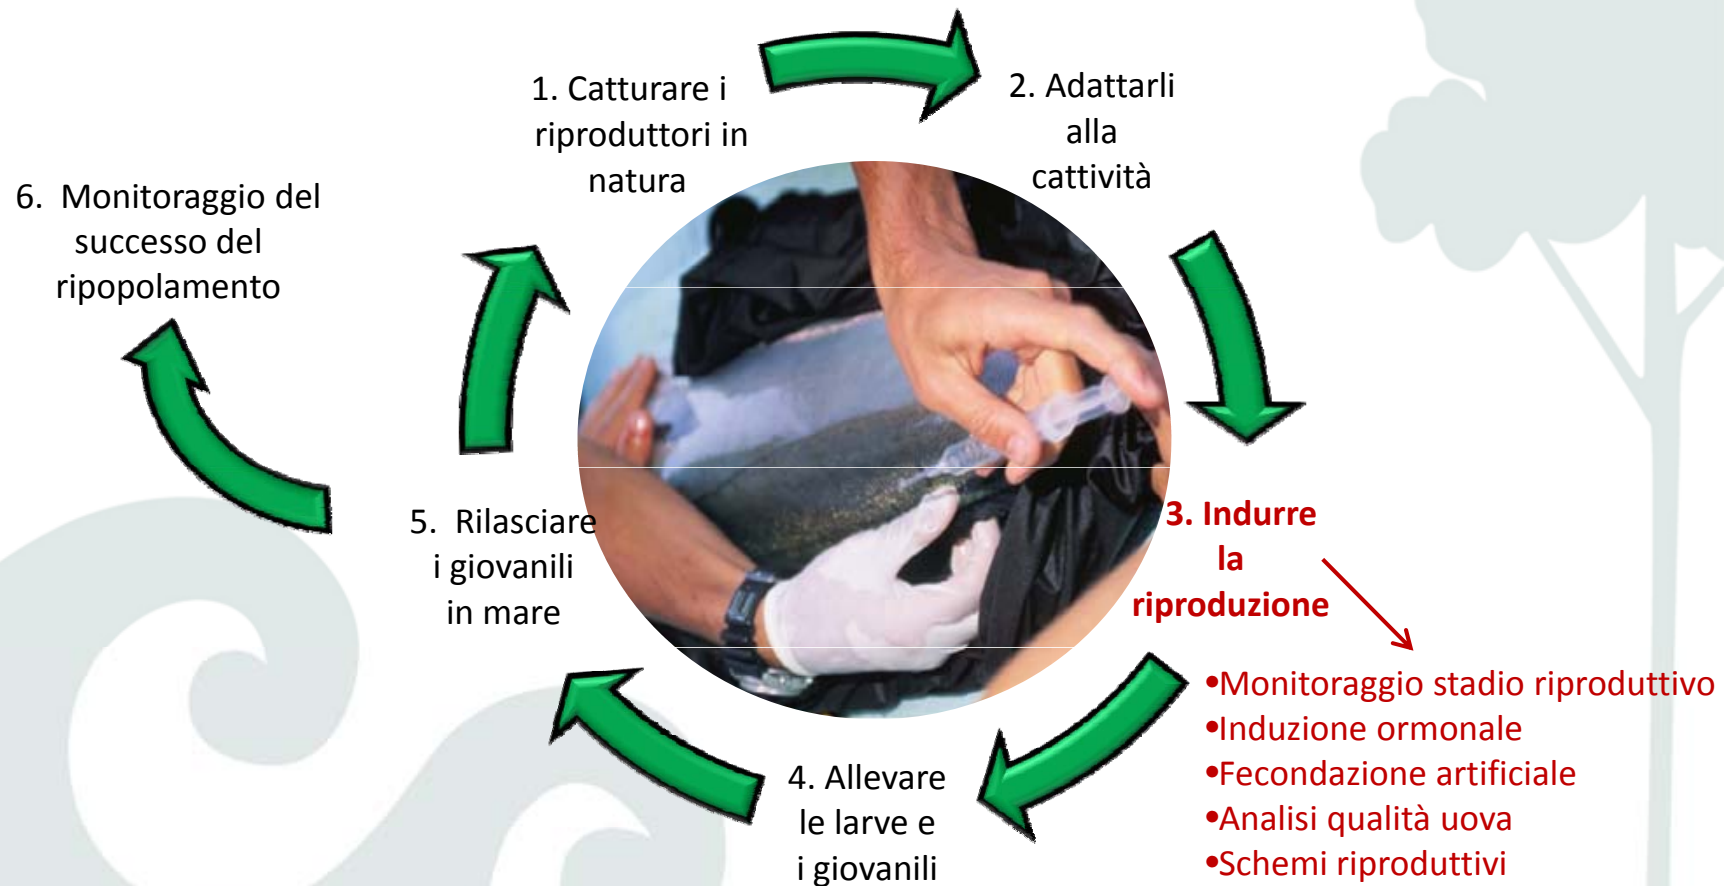 1. Catturare i
riproduttori in
natura
2. Adattarli
alla
cattività
3. Indurre
la
riproduzione
•Monitoraggio stadio riproduttivo
•Induzione ormonale
•Fecondazione artificiale
•Analisi qualità uova
•Schemi riproduttivi
4. Allevare
le larve e
i giovanili
5. Rilasciare
i giovanili
in mare
6. Monitoraggio del
successo del
ripopolamento